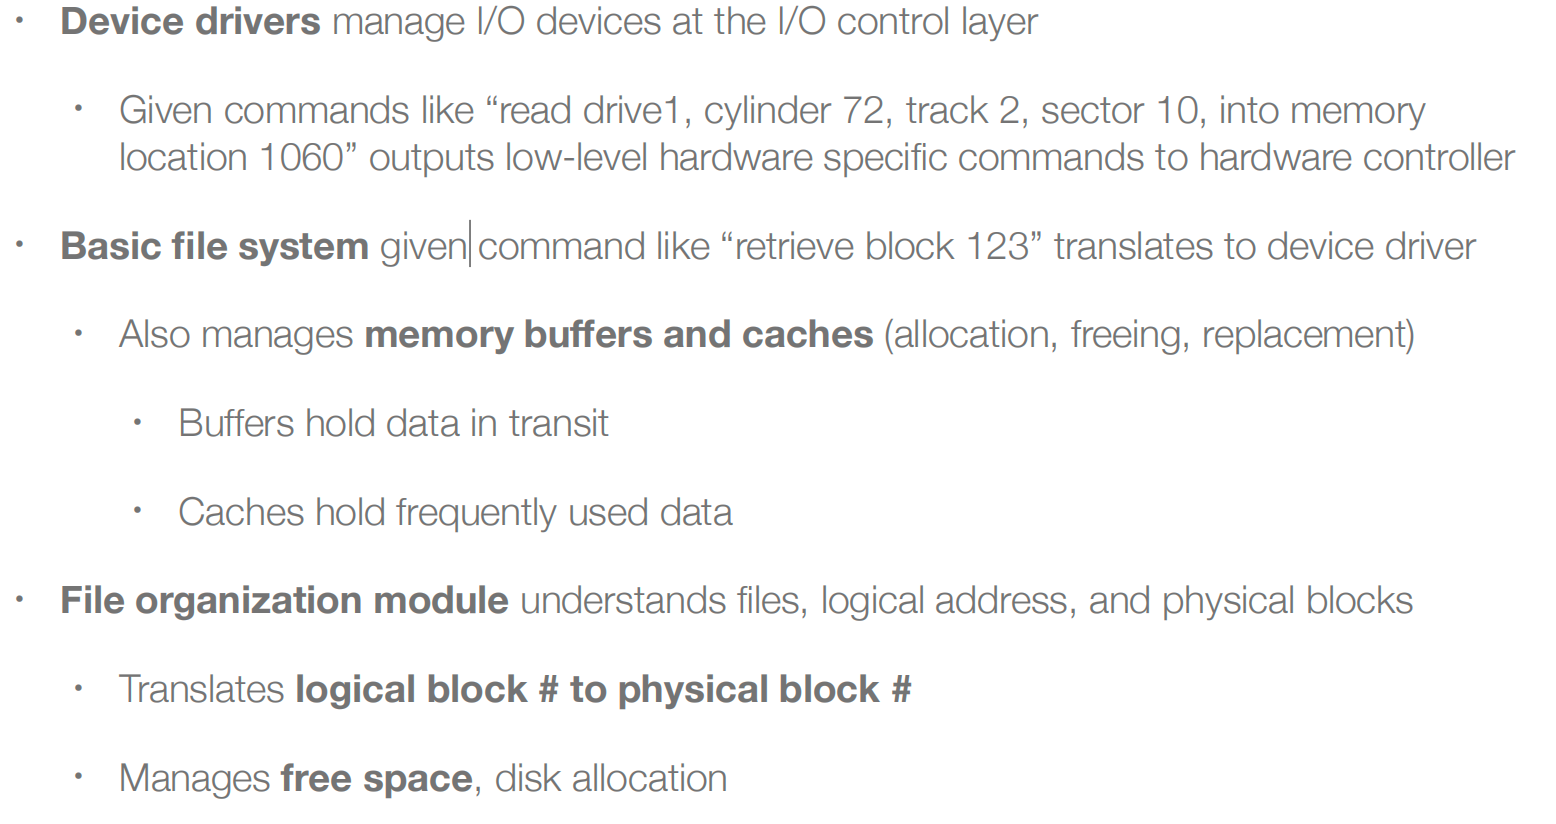 • Device drivers manage I/O devices at the I/O control layer
• Given commands like “read drive1, cylinder 72, track 2, sector 10, into memory
location 1060” outputs low-level hardware specific commands to hardware controller
• Basic file system given command like “retrieve block 123” translates to device driver
• Also manages memory buffers and caches (allocation, freeing, replacement)
• Buffers hold data in transit
• Caches hold frequently used data
• File organization module understands files, logical address, and physical blocks
• Translates logical block # to physical block #
• Manages free space, disk allocation